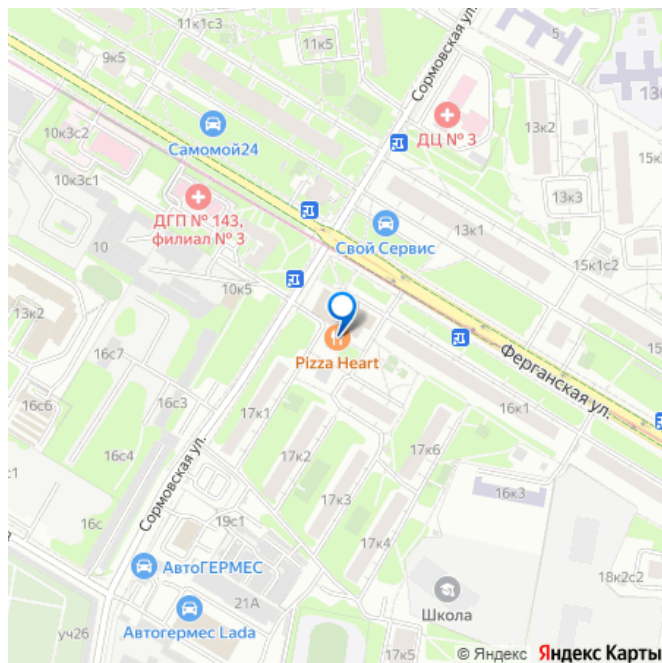 11к1с3
11к5
5
9к5
Сормовская ул.
13к2
ДЦ № 3
10к3с2
Самомой24
10к3с1
13к3
ДГП № 143,
филиал № 3
13к1
10
Свой Сервис
15к1с2
10к5
13к2
Pizza Heart
16с7
Ферганская ул.
16с6
16с3
17к1
16к1
16с4
17к2
17к6
Сормовская ул.
17к3
16к3
16с
19с1
17к4
АвтоГЕРМЕС
18к2с2
21А
Школа
Автогермес Lada
уч26
17к5
© Яндекс
Яндекс Карты